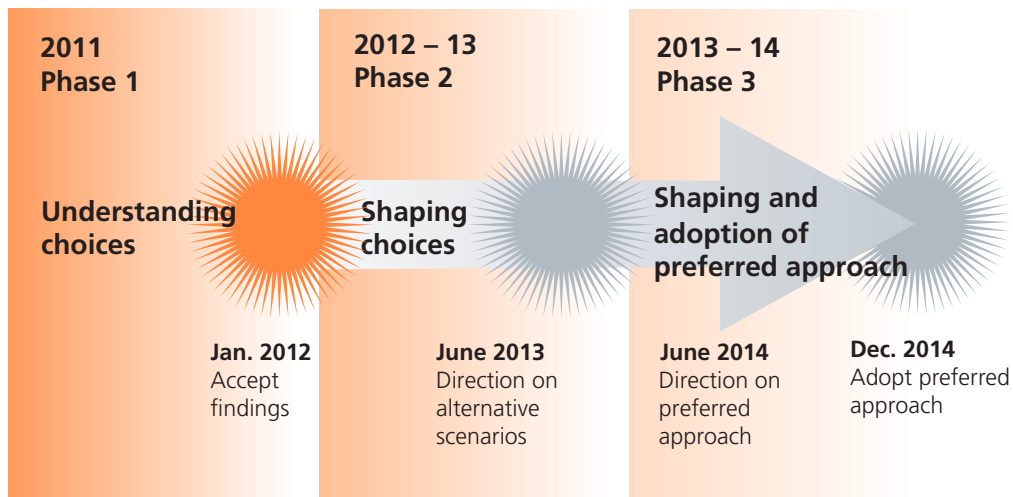 2011
Phase 1
Understanding
choices
Jan. 2012
Accept
findings
2012 – 13
Phase 2
Shaping
choices
June 2013
Direction on
alternative
scenarios
2013 – 14
Phase 3
Shaping and
adoption of
preferred approach
June 2014
Direction on
preferred
approach
Dec. 2014
Adopt preferred
approach